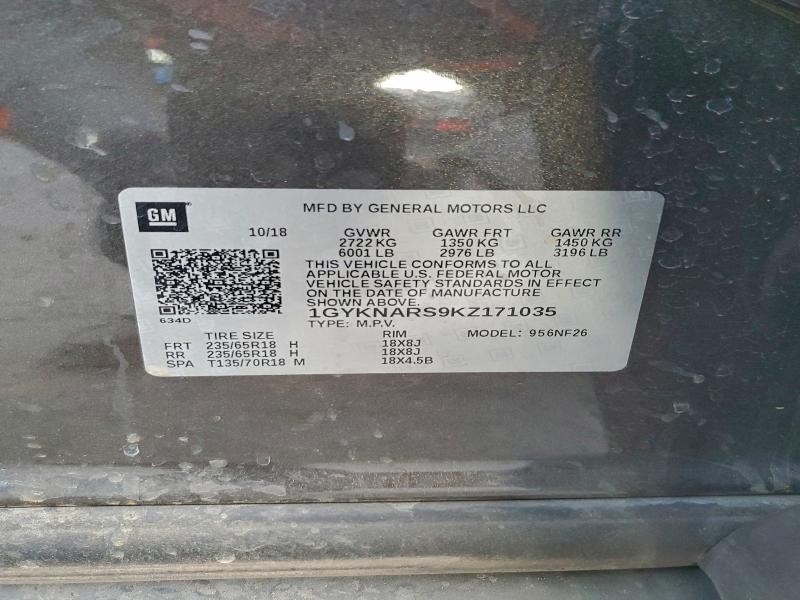 GM
MFD BY GENERAL MOTORS LLC
10/18 GVWR GAWR FRT GAWR RR
2722 KG 1350 KG 1450 KG
6001 LB 2976 LB 3196 LB
THIS VEHICLE CONFORMS TO ALL
APPLICABLE U.S. FEDERAL MOTOR
VEHICLE SAFETY STANDARDS IN EFFECT
ON THE DATE OF MANUFACTURE
SHOWN ABOVE.
1GYKNARS9KZ171035
634D
TYPE: M.P.V.
TIRE SIZE RIM MODEL: 956NF26
FRT 235/65R18 H 18X8J
RR 235/65R18 H 18X8J
SPA T135/70R18 M 18X4.5B